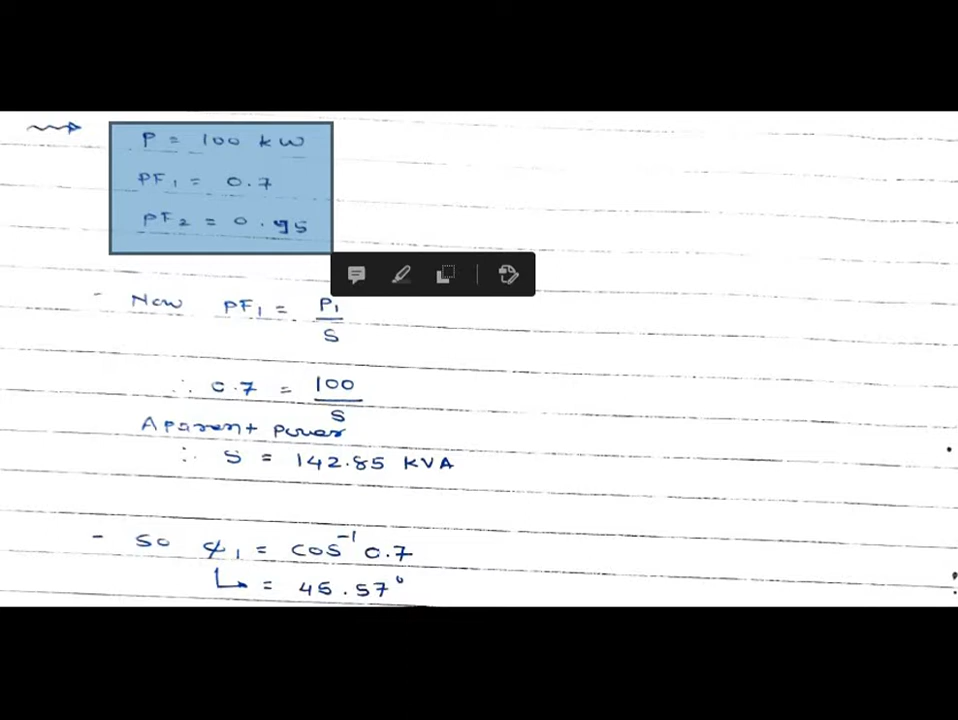 P = 100 kW
PF1 = 0.7
PF2 = 0.95
- Now PF1 = P1/S
∴ 0.7 = 100/S
Aparent Power
∴ S = 142.85 KVA
- So φ1 = cos⁻¹ 0.7
↳ = 45.57°